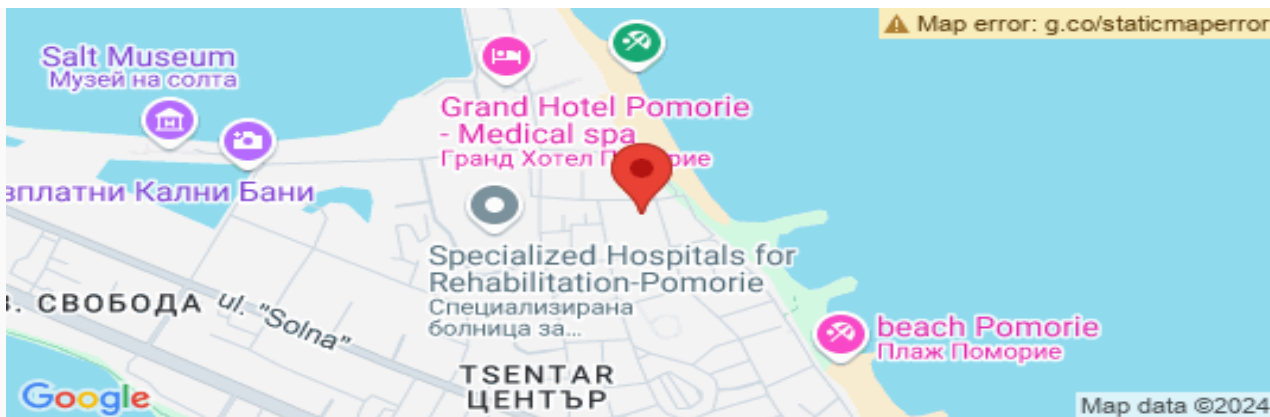 Map error: g.co/staticmaperror
Salt Museum
Музей на солта
Grand Hotel Pomorie
- Medical spa
Гранд Хотел
Кални Бани
Specialized Hospitals for
Rehabilitation-Pomorie
Специализирана
болница за...
. СВОБОДА
ul. "Solna"
beach Pomorie
Плаж Поморие
TSENTAR
ЦЕНТЪР
Google
Map data ©2024